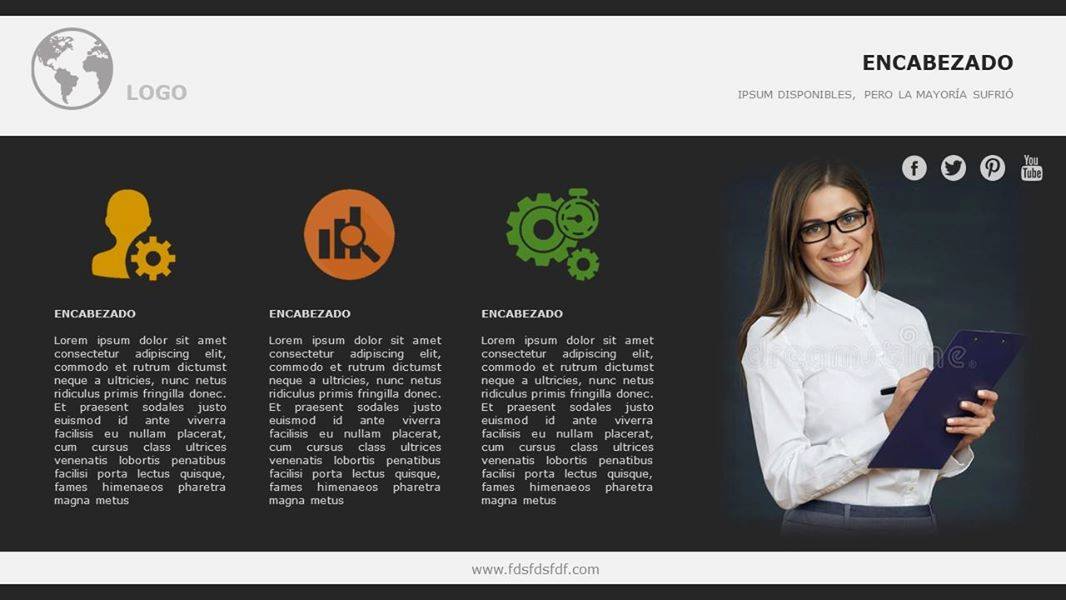 LOGO
ENCABEZADO
IPSUM DISPONIBLES, PERO LA MAYORÍA SUFRIÓ
f
You
Tube
ENCABEZADO
Lorem ipsum dolor sit amet
consectetur adipiscing elit,
commodo et rutrum dictumst
neque a ultricies, nunc netus
ridiculus primis fringilla donec.
Et praesent sodales justo
euismod id ante viverra
facilisis eu nullam placerat,
cum cursus class ultrices
venenatis lobortis penatibus
facilisi porta lectus quisque,
fames himenaeos pharetra
magna metus
ENCABEZADO
Lorem ipsum dolor sit amet
consectetur adipiscing elit,
commodo et rutrum dictumst
neque a ultricies, nunc netus
ridiculus primis fringilla donec.
Et praesent sodales justo
euismod id ante viverra
facilisis eu nullam placerat,
cum cursus class ultrices
venenatis lobortis penatibus
facilisi porta lectus quisque,
fames himenaeos pharetra
magna metus
ENCABEZADO
Lorem ipsum dolor sit amet
consectetur adipiscing elit,
commodo et rutrum dictumst
neque a ultricies, nunc netus
ridiculus primis fringilla donec.
Et praesent sodales justo
euismod id ante viverra
facilisis eu nullam placerat,
cum cursus class ultrices
venenatis lobortis penatibus
facilisi porta lectus quisque,
fames himenaeos pharetra
magna metus
dreamstime.
www.fdsfdsfdf.com